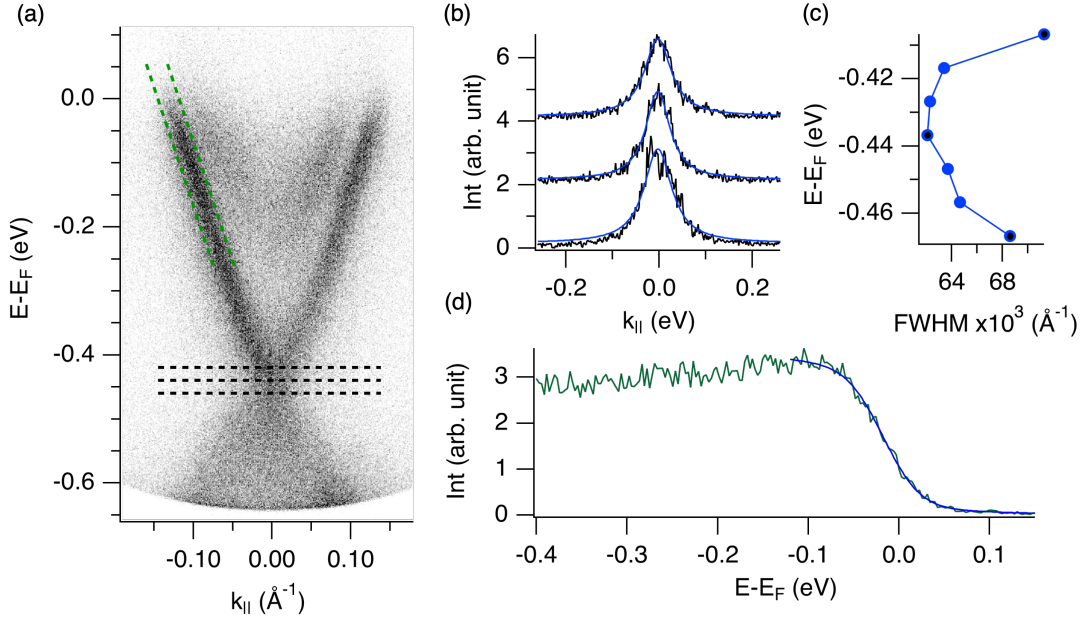 (a)
0.0
-0.2
-0.4
-0.6
E-E_F (eV)
-0.10
0.00
0.10
k_|| (Å^-1)
(b)
6
4
2
0
Int (arb. unit)
-0.2
0.0
0.2
k_|| (eV)
(c)
-0.42
-0.44
-0.46
E-E_F (eV)
64
68
FWHM x10^3 (Å^-1)
(d)
3
2
1
0
Int (arb. unit)
-0.4
-0.3
-0.2
-0.1
0.0
0.1
E-E_F (eV)